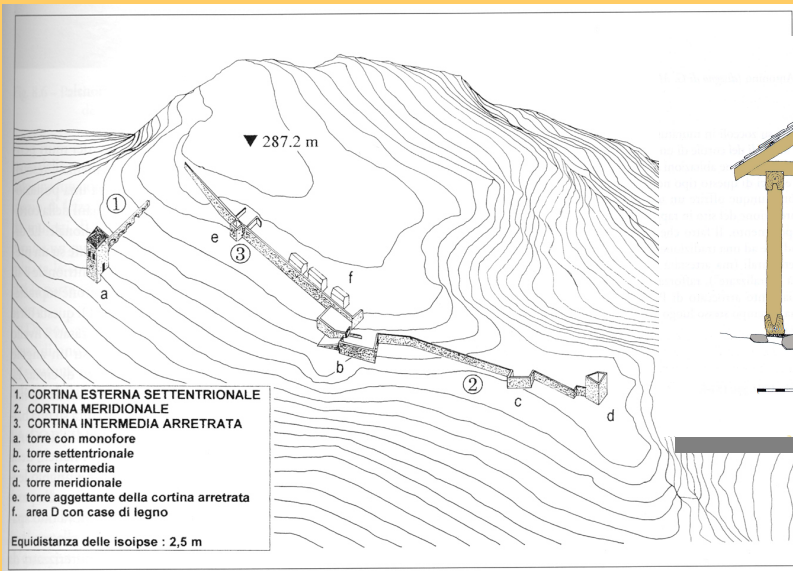 ▼ 287.2 m
①
e
③
a
f
b
②
c
d
1. CORTINA ESTERNA SETTENTRIONALE
2. CORTINA MERIDIONALE
3. CORTINA INTERMEDIA ARRETRATA
a. torre con monofore
b. torre settentrionale
c. torre intermedia
d. torre meridionale
e. torre aggettante della cortina arretrata
f. area D con case di legno
Equidistanza delle isoipse : 2,5 m